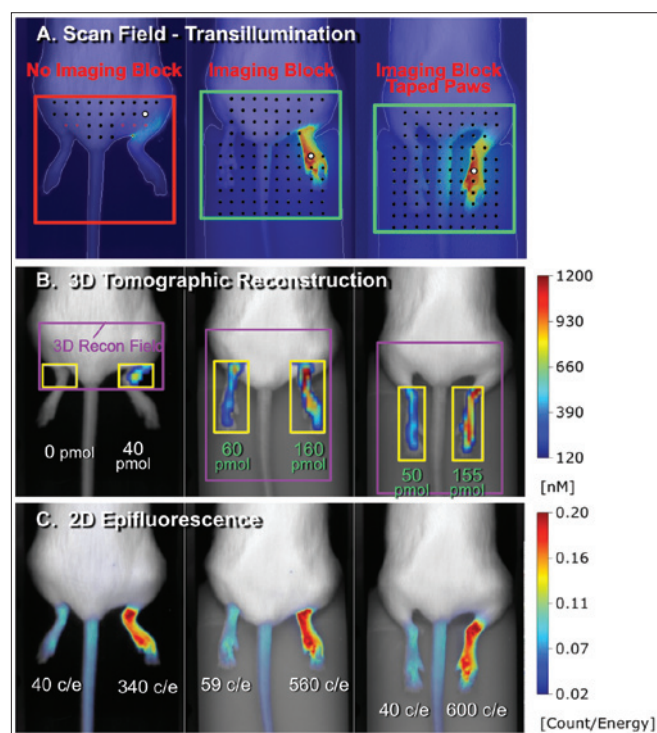 A. Scan Field - Transillumination
No Imaging Block
Imaging Block
Imaging Block
Taped Paws
B. 3D Tomographic Reconstruction
3D Recon Field
0 pmol
40
pmol
60
pmol
160
pmol
50
pmol
155
pmol
1200
930
660
390
120
[nM]
C. 2D Epifluorescence
40 c/e
340 c/e
59 c/e
560 c/e
40 c/e
600 c/e
0.20
0.16
0.11
0.07
0.02
[Count/Energy]